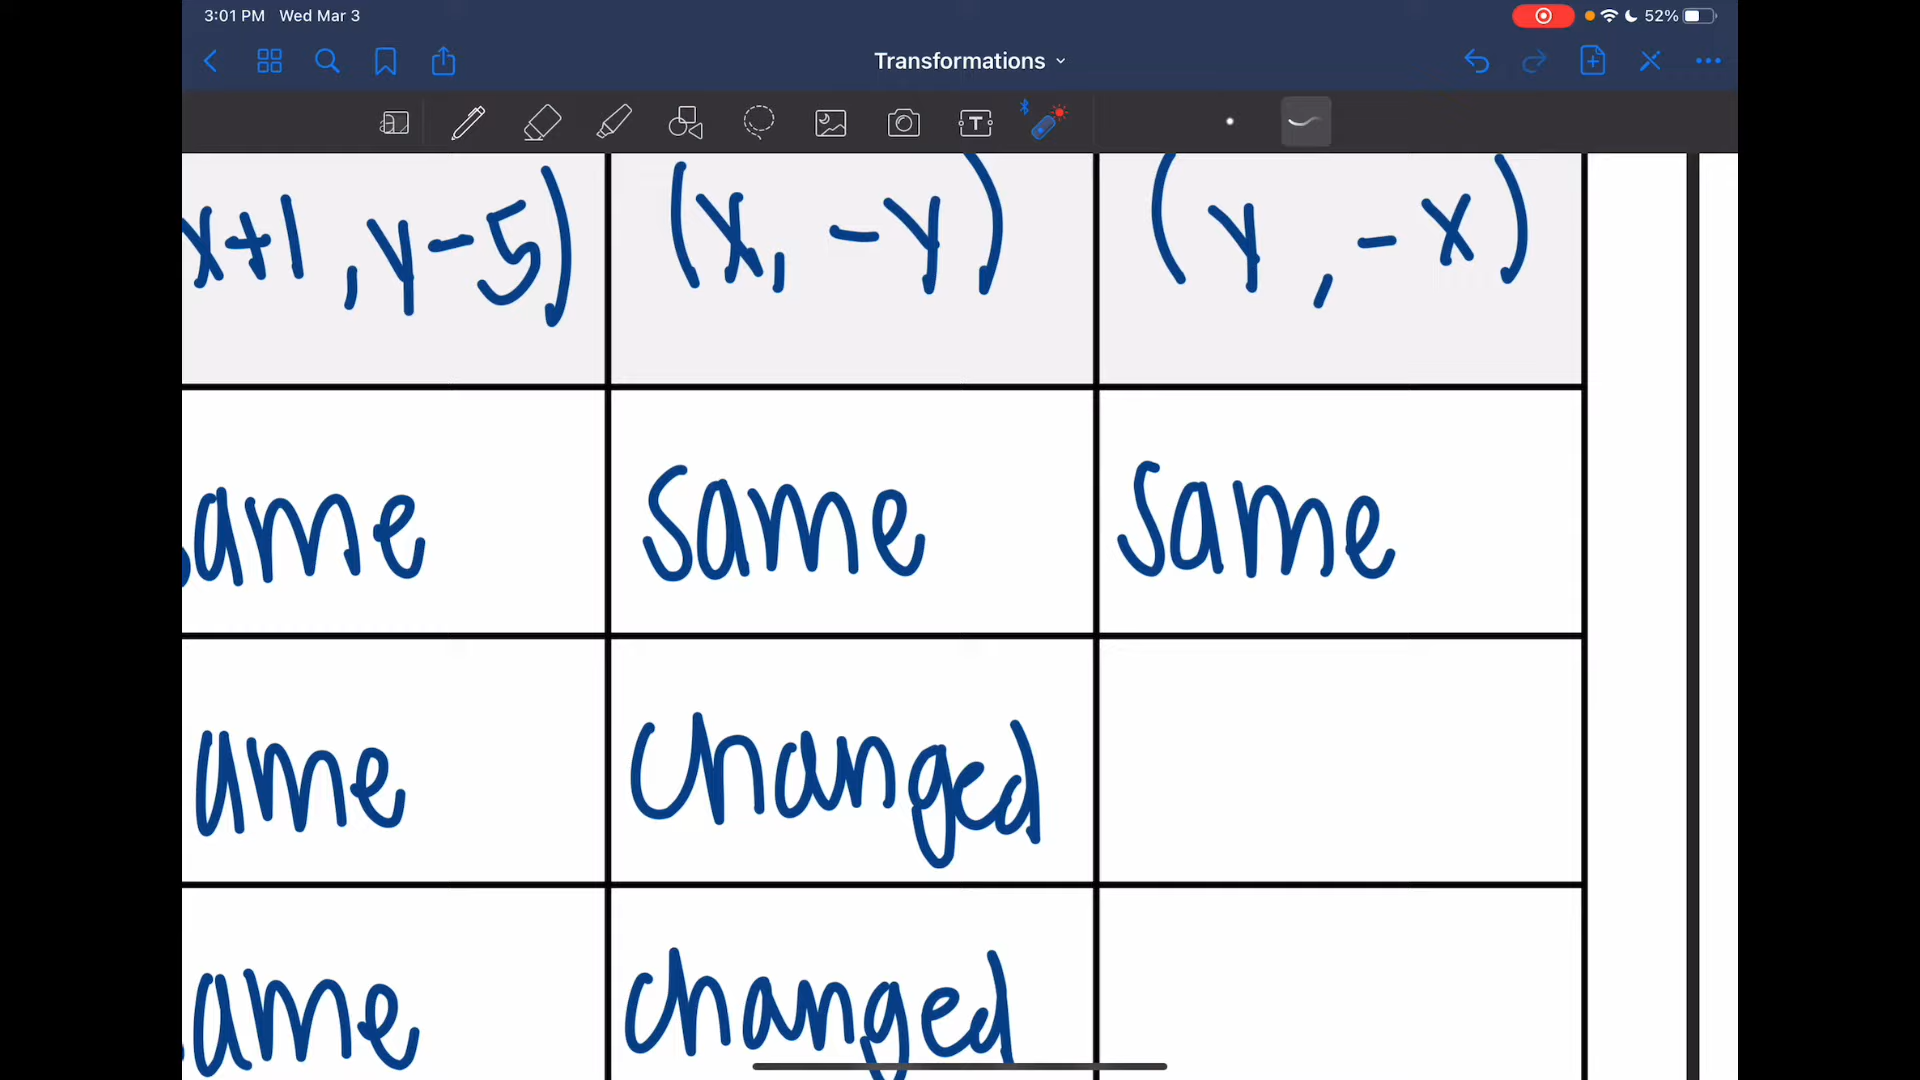 3:01 PM Wed Mar 3
52%
Transformations
T
x+1, y-5)
(x, -y)
(y, -x)
ame
Same
Same
ame
Changed
ame
changed